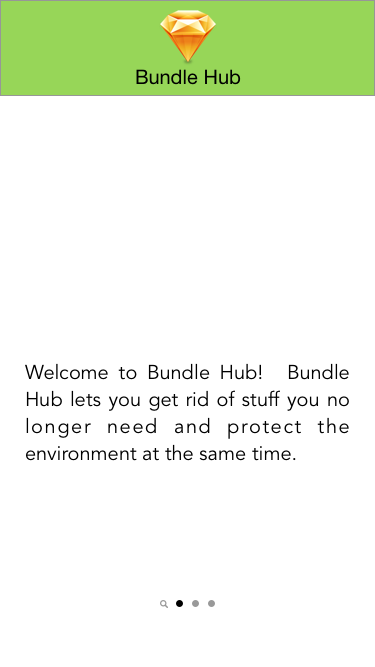 Bundle Hub
Welcome to Bundle Hub!  Bundle
Hub lets you get rid of stuff you no
longer need and protect the
environment at the same time.